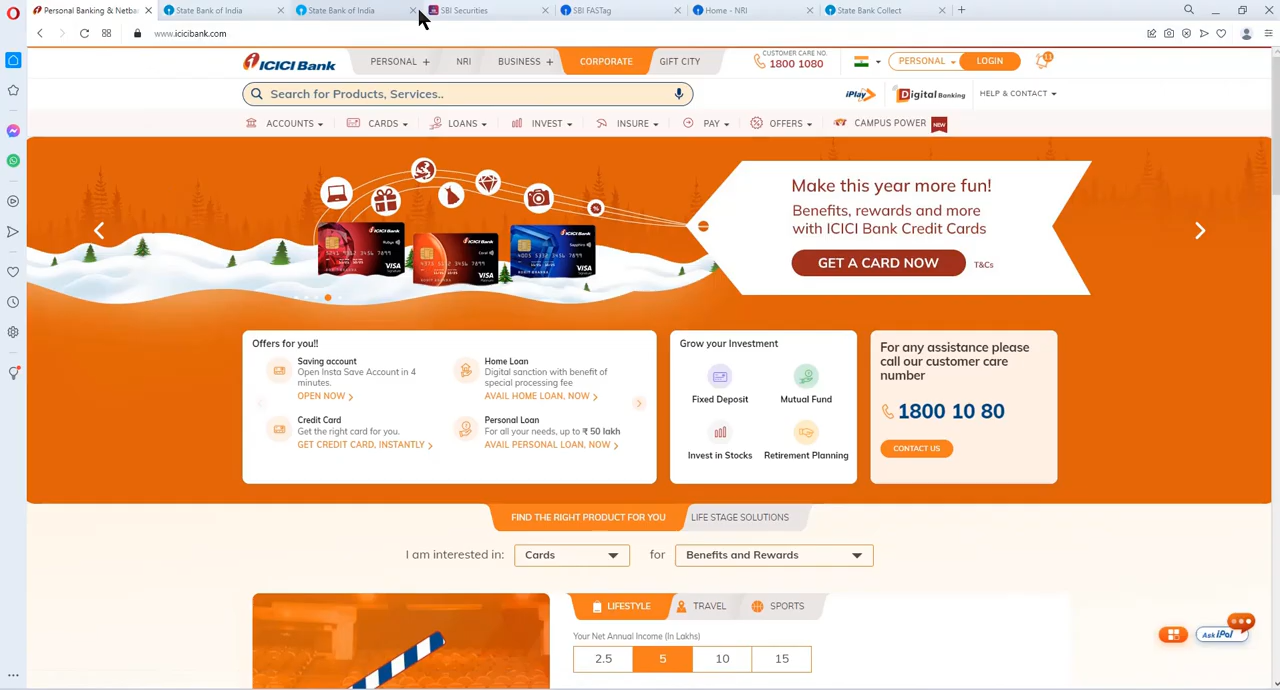 Personal Banking & Netba
State Bank of India
State Bank of India
SBI Securities
SBI FASTag
Home - NRI
State Bank Collect
www.icicibank.com
ICICI Bank
PERSONAL +
NRI
BUSINESS +
CORPORATE
GIFT CITY
CUSTOMER CARE NO.
1800 1080
PERSONAL
LOGIN
Search for Products, Services..
iPlay
Digital Banking
HELP & CONTACT
ACCOUNTS
CARDS
LOANS
INVEST
INSURE
PAY
OFFERS
CAMPUS POWER
NEW
Make this year more fun!
Benefits, rewards and more
with ICICI Bank Credit Cards
GET A CARD NOW
T&Cs
ICICI Bank
VISA
ICICI Bank
VISA
ICICI Bank
VISA
Offers for you!!
Saving account
Open Insta Save Account in 4
minutes.
OPEN NOW
Home Loan
Digital sanction with benefit of
special processing fee
AVAIL HOME LOAN, NOW
Credit Card
Get the right card for you.
GET CREDIT CARD, INSTANTLY
Personal Loan
For all your needs, up to ₹ 50 lakh
AVAIL PERSONAL LOAN, NOW
Grow your Investment
Fixed Deposit
Mutual Fund
Invest in Stocks
Retirement Planning
For any assistance please
call our customer care
number
1800 10 80
CONTACT US
FIND THE RIGHT PRODUCT FOR YOU
LIFE STAGE SOLUTIONS
I am interested in:
Cards
for
Benefits and Rewards
LIFESTYLE
TRAVEL
SPORTS
Your Net Annual Income (In Lakhs)
2.5
5
10
15
Ask iPal